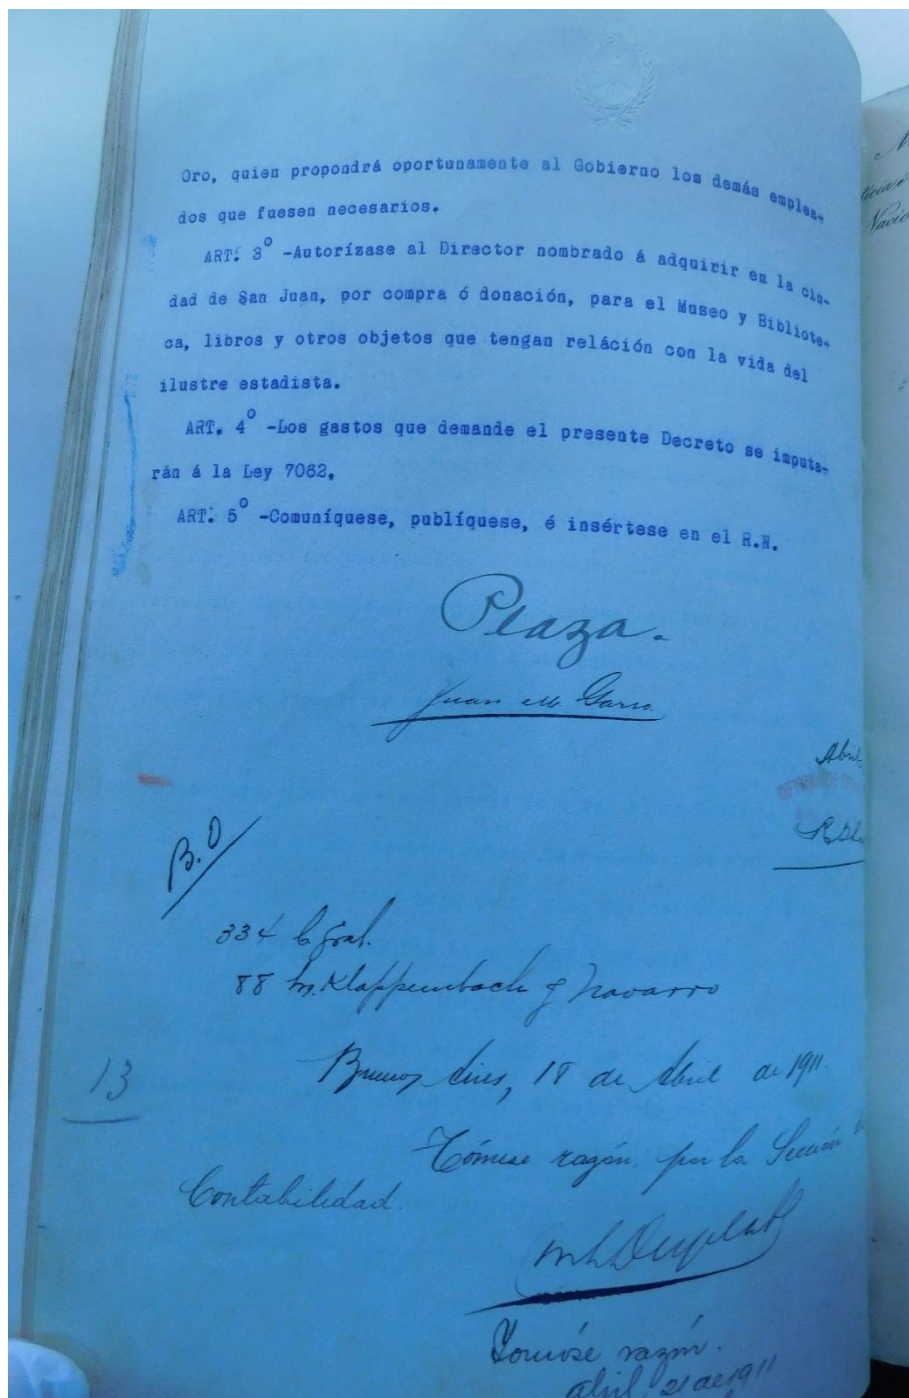 Oro, quien propondrá oportunamente al Gobierno los demás emplea-
dos que fuesen necesarios.
ART. 3º -Autorízase al Director nombrado á adquirir en la ciu-
dad de San Juan, por compra ó donación, para el Museo y Bibliote-
ca, libros y otros objetos que tengan reláción con la vida del
ilustre estadista.
ART. 4º -Los gastos que demande el presente Decreto se imputa-
rán á la Ley 7062.
ART. 5º -Comuníquese, publíquese, é insértese en el R.N.
Plaza.
Juan M. Garro
B.O
334
88 Klappenbach y Navarro
13
Buenos Aires, 18 de Abril de 1911.
Tómese razón por la Sección
Contabilidad.
Tomóse razón.
abril 21 de 1911